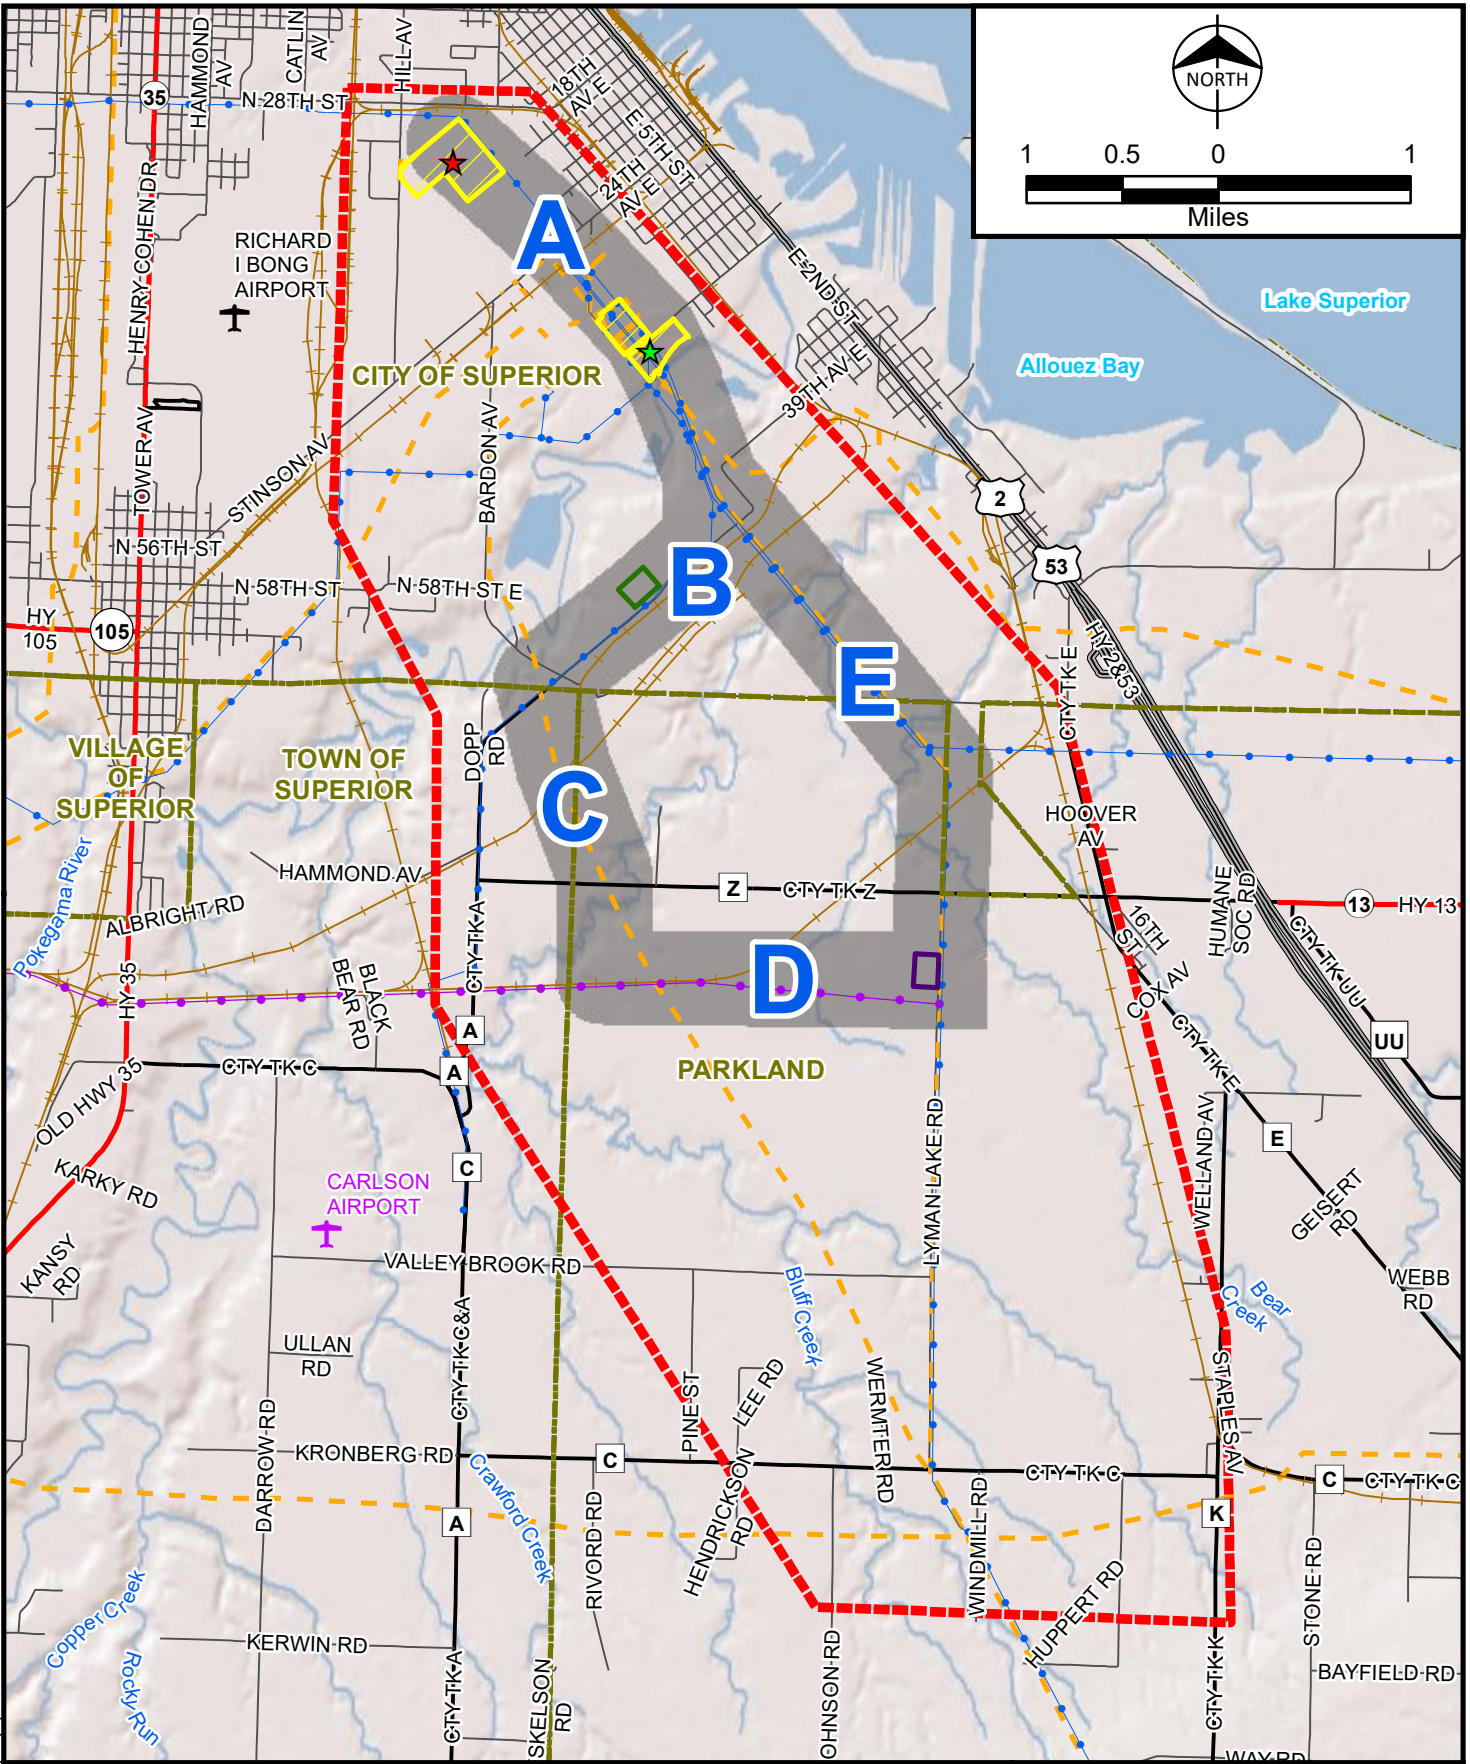 NORTH
1 0.5 0 1
Miles
HAMMOND
AV
CATLIN
AV
HILL AV
35
N 28TH ST
18TH
AV E
E 5TH ST
24TH
AV E
HENRY COHEN DR
RICHARD
I BONG
AIRPORT
A
E 2ND ST
Lake Superior
Allouez Bay
CITY OF SUPERIOR
39TH AV E
TOWER AV
STINSON AV
BARDON AV
2
N 56TH ST
53
N 58TH ST
N 58TH ST E
B
HY
105
105
HY 2&53
CTY TK E
E
VILLAGE
OF
SUPERIOR
TOWN OF
SUPERIOR
DOPP
RD
C
HOOVER
AV
Pokegama River
HAMMOND AV
Z
CTY TK Z
13
HY 13
HUMANE
SOC RD
ALBRIGHT RD
CTY TK A
16TH
ST
CTY TK UU
HY 35
BLACK
BEAR RD
D
COX AV
A
UU
OLD HWY 35
CTY TK C
A
PARKLAND
CTY TK E
LYMAN LAKE RD
WELLAND AV
E
KARKY RD
C
CARLSON
AIRPORT
GEISERT
RD
KANSY
RD
VALLEY BROOK RD
Bluff Creek
Bear
Creek
WEBB
RD
ULLAN
RD
CTY TK C&A
PINE ST
LEE RD
WERMTER RD
STAPLES AV
DARROW RD
KRONBERG RD
C
CTY TK C
C
CTY TK C
Crawford Creek
HENDRICKSON
RD
RIVORD RD
A
K
WINDMILL RD
STONE RD
HUPPERT RD
Copper Creek
KERWIN RD
Rocky Run
CTY TK A
SKELSON
RD
OHNSON RD
CTY TK K
BAYFIELD RD
WAY RD